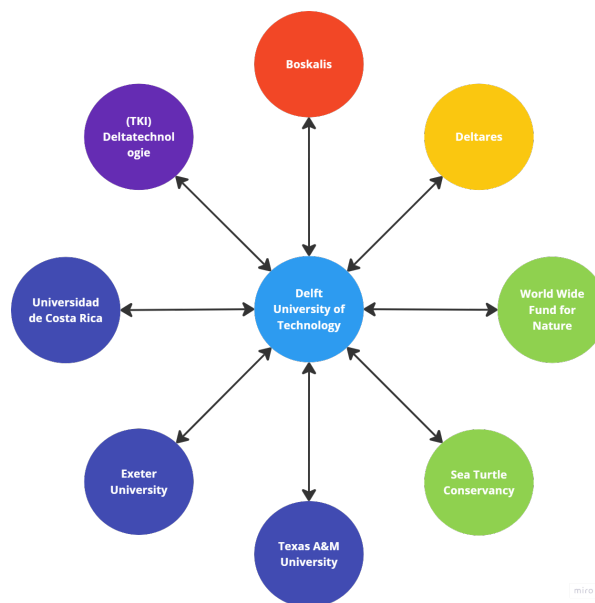 Boskalis
(TKI)
Deltatechnol
ogie
Deltares
Delft
University of
Technology
Universidad
de Costa Rica
World Wide
Fund for
Nature
Exeter
University
Sea Turtle
Conservancy
Texas A&M
University
miro